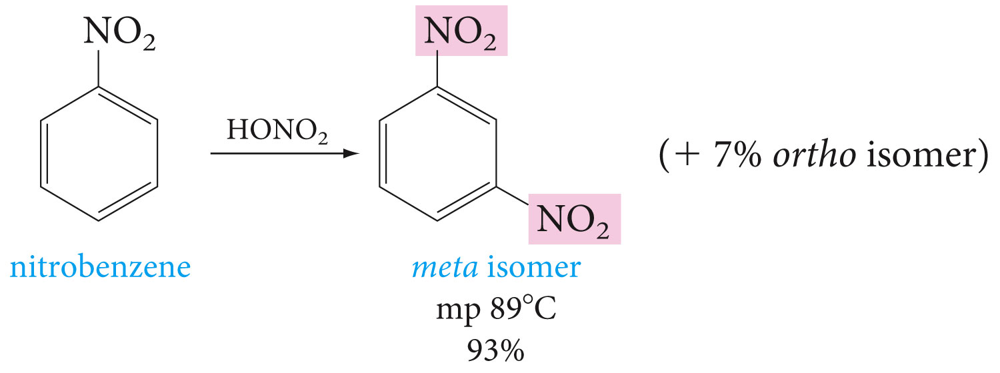 NO₂
nitrobenzene
HONO₂
NO₂
NO₂
meta isomer
mp 89°C
93%
(+ 7% ortho isomer)